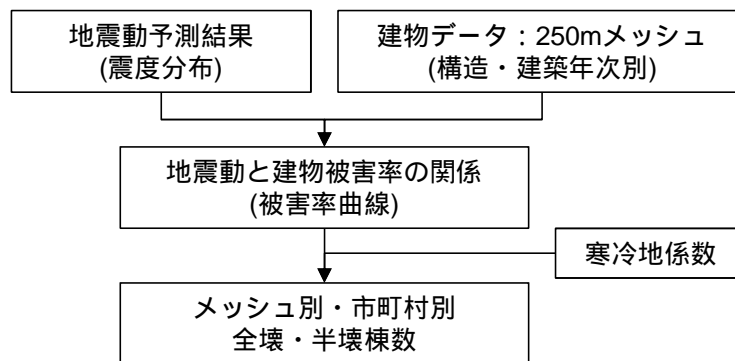 地震動予測結果
(震度分布)
建物データ：250mメッシュ
(構造・建築年次別)
地震動と建物被害率の関係
(被害率曲線)
寒冷地係数
メッシュ別・市町村別
全壊・半壊棟数